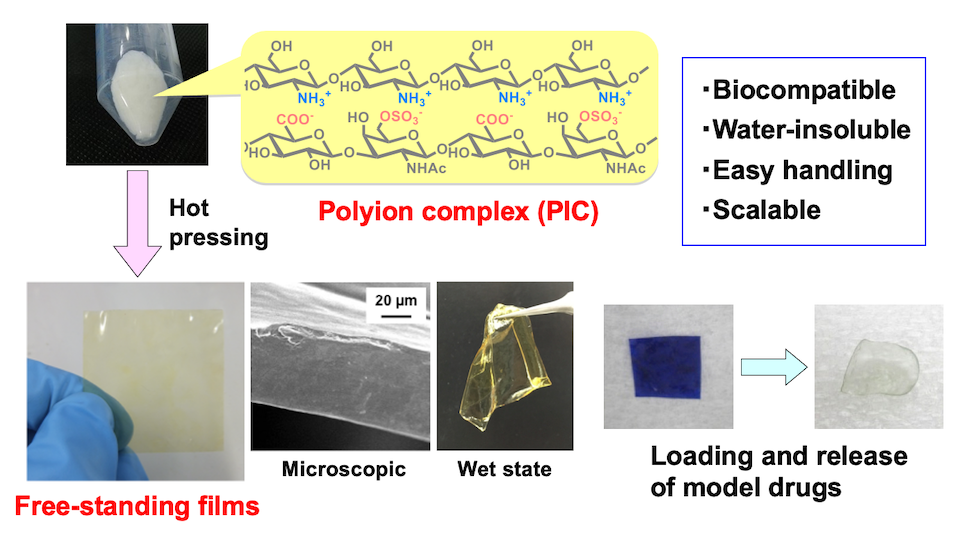 OH OH OH OH
O O O O O O O O
HO HO HO HO
NH₃⁺ NH₃⁺ NH₃⁺ NH₃⁺
COO⁻ HO OSO₃⁻ COO⁻ HO OSO₃⁻
O O O O O O O O
HO HO
OH NHAc OH NHAc
Polyion complex (PIC)
・Biocompatible
・Water-insoluble
・Easy handling
・Scalable
Hot
pressing
20 µm
Microscopic
Wet state
Free-standing films
Loading and release
of model drugs